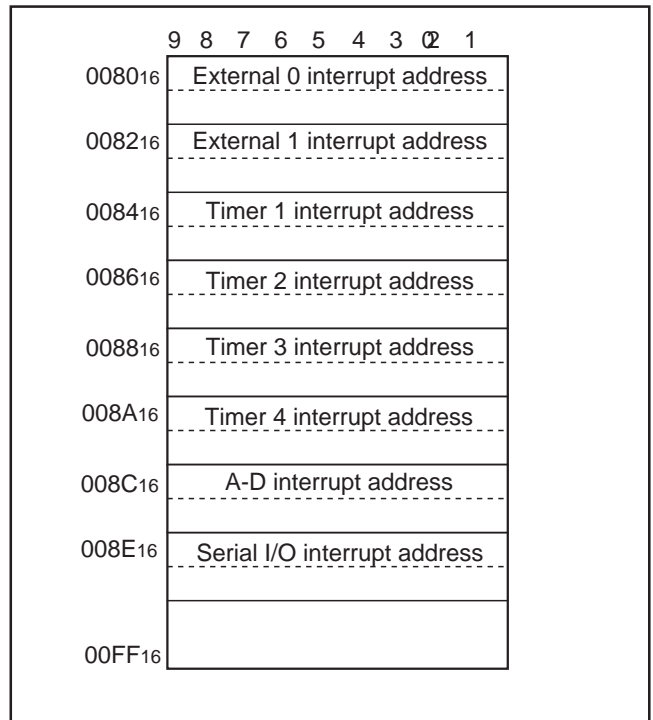 9 8 7 6 5 4 3 2 1 0
0080₁₆ External 0 interrupt address
0082₁₆ External 1 interrupt address
0084₁₆ Timer 1 interrupt address
0086₁₆ Timer 2 interrupt address
0088₁₆ Timer 3 interrupt address
008A₁₆ Timer 4 interrupt address
008C₁₆ A-D interrupt address
008E₁₆ Serial I/O interrupt address
00FF₁₆